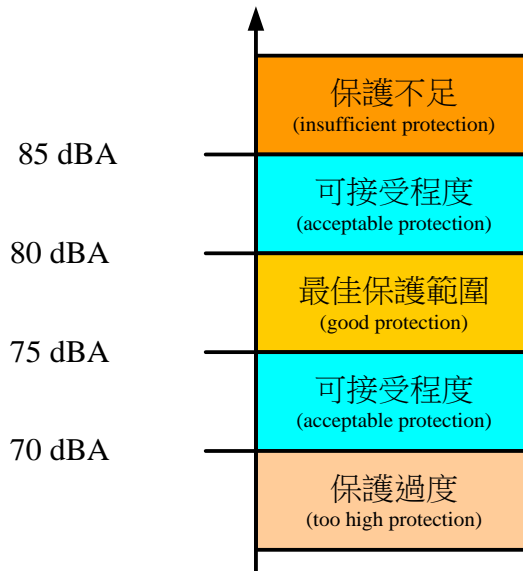 保護不足
(insufficient protection)
85 dBA
可接受程度
(acceptable protection)
80 dBA
最佳保護範圍
(good protection)
75 dBA
可接受程度
(acceptable protection)
70 dBA
保護過度
(too high protection)